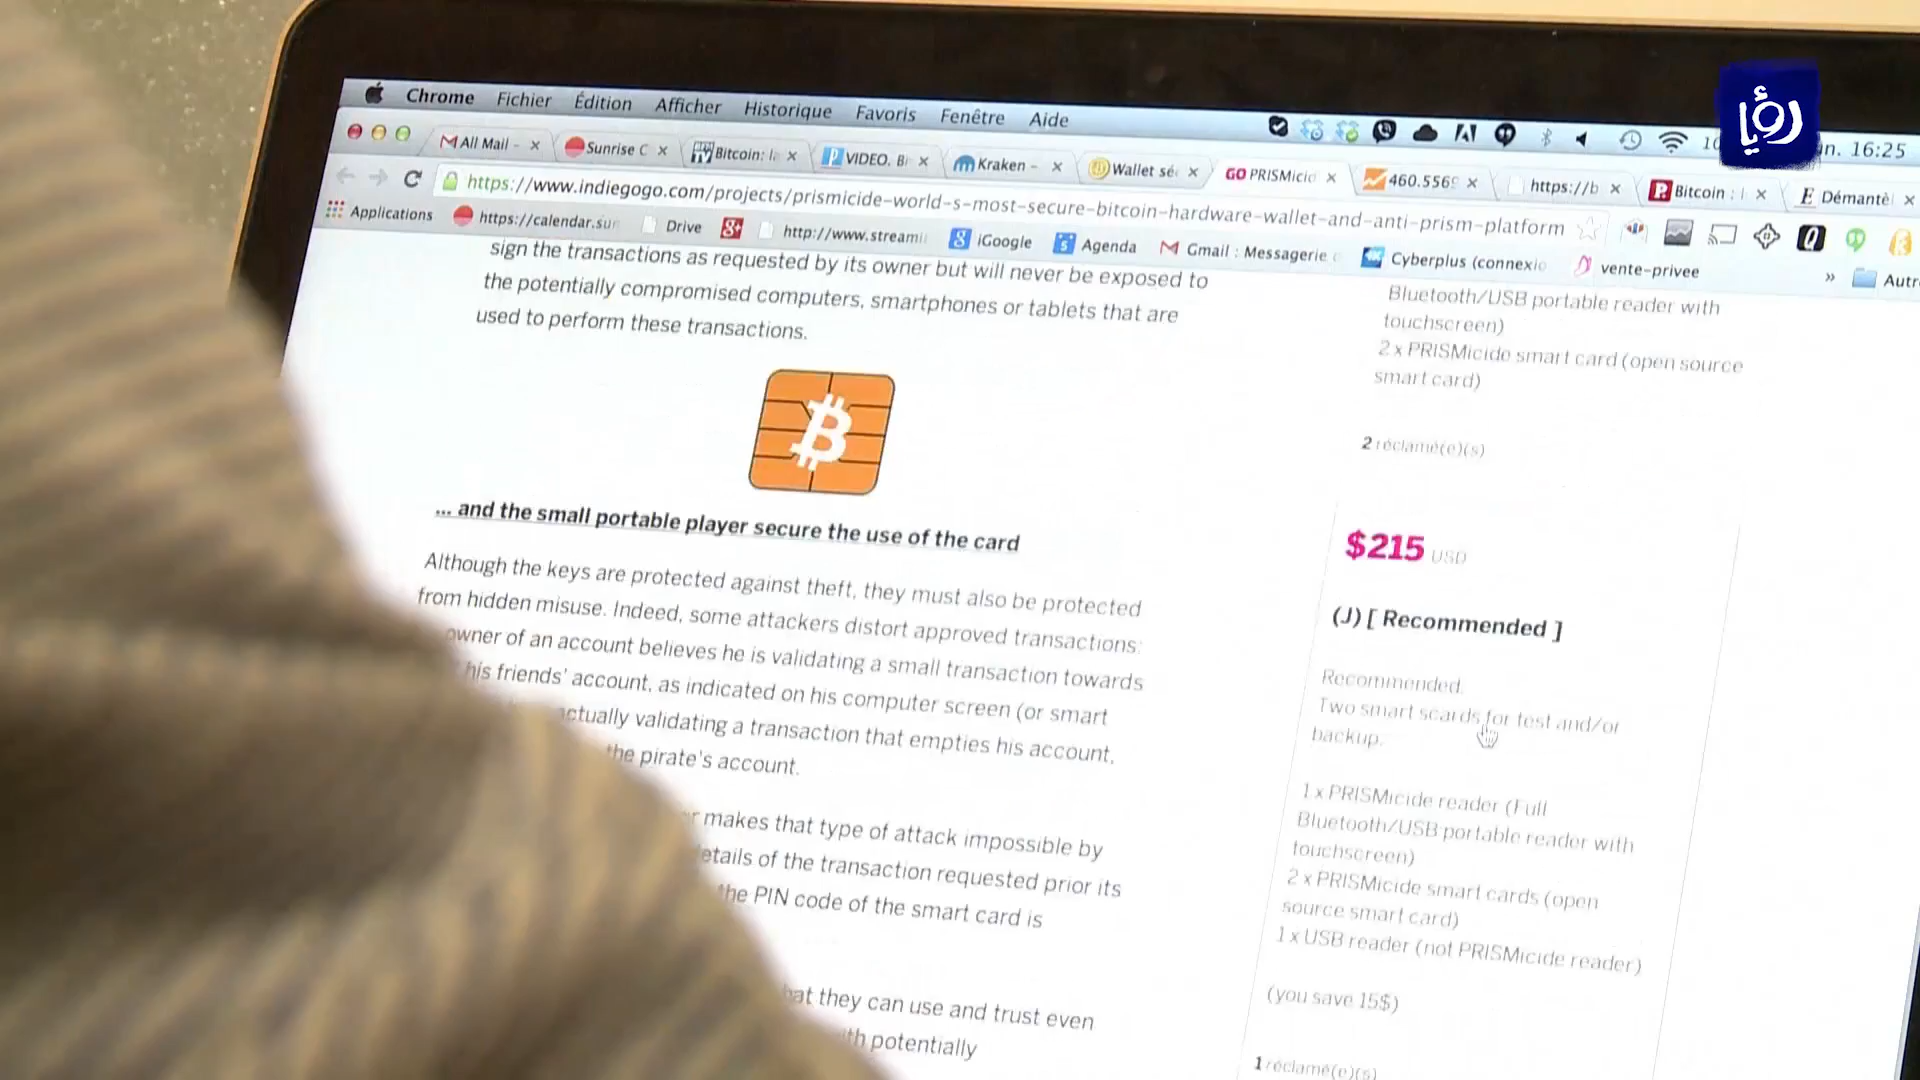 Chrome Fichier Édition Afficher Historique Favoris Fenêtre Aide
16:25
رؤيا
All Mail - Sunrise C Bitcoin: la VIDEO. Bi Kraken - Wallet sé GO PRISMicid 460.556 https://b Bitcoin : Démantèl
https://www.indiegogo.com/projects/prismicide-world-s-most-secure-bitcoin-hardware-wallet-and-anti-prism-platform
Applications https://calendar.sun Drive http://www.streami iGoogle Agenda Gmail : Messagerie Cyberplus (connexio vente-privee » Autr
sign the transactions as requested by its owner but will never be exposed to
the potentially compromised computers, smartphones or tablets that are
used to perform these transactions.
... and the small portable player secure the use of the card
Although the keys are protected against theft, they must also be protected
from hidden misuse. Indeed, some attackers distort approved transactions:
owner of an account believes he is validating a small transaction towards
his friends' account, as indicated on his computer screen (or smart
ctually validating a transaction that empties his account,
the pirate's account.
r makes that type of attack impossible by
etails of the transaction requested prior its
the PIN code of the smart card is
hat they can use and trust even
th potentially
Bluetooth/USB portable reader with
touchscreen)
2 x PRISMicide smart card (open source
smart card)
2 réclamé(e)(s)
$215 USD
(J) [ Recommended ]
Recommended.
Two smart scards for test and/or
backup.
1 x PRISMicide reader (Full
Bluetooth/USB portable reader with
touchscreen)
2 x PRISMicide smart cards (open
source smart card)
1 x USB reader (not PRISMicide reader)
(you save 15$)
1 réclamé(e)(s)